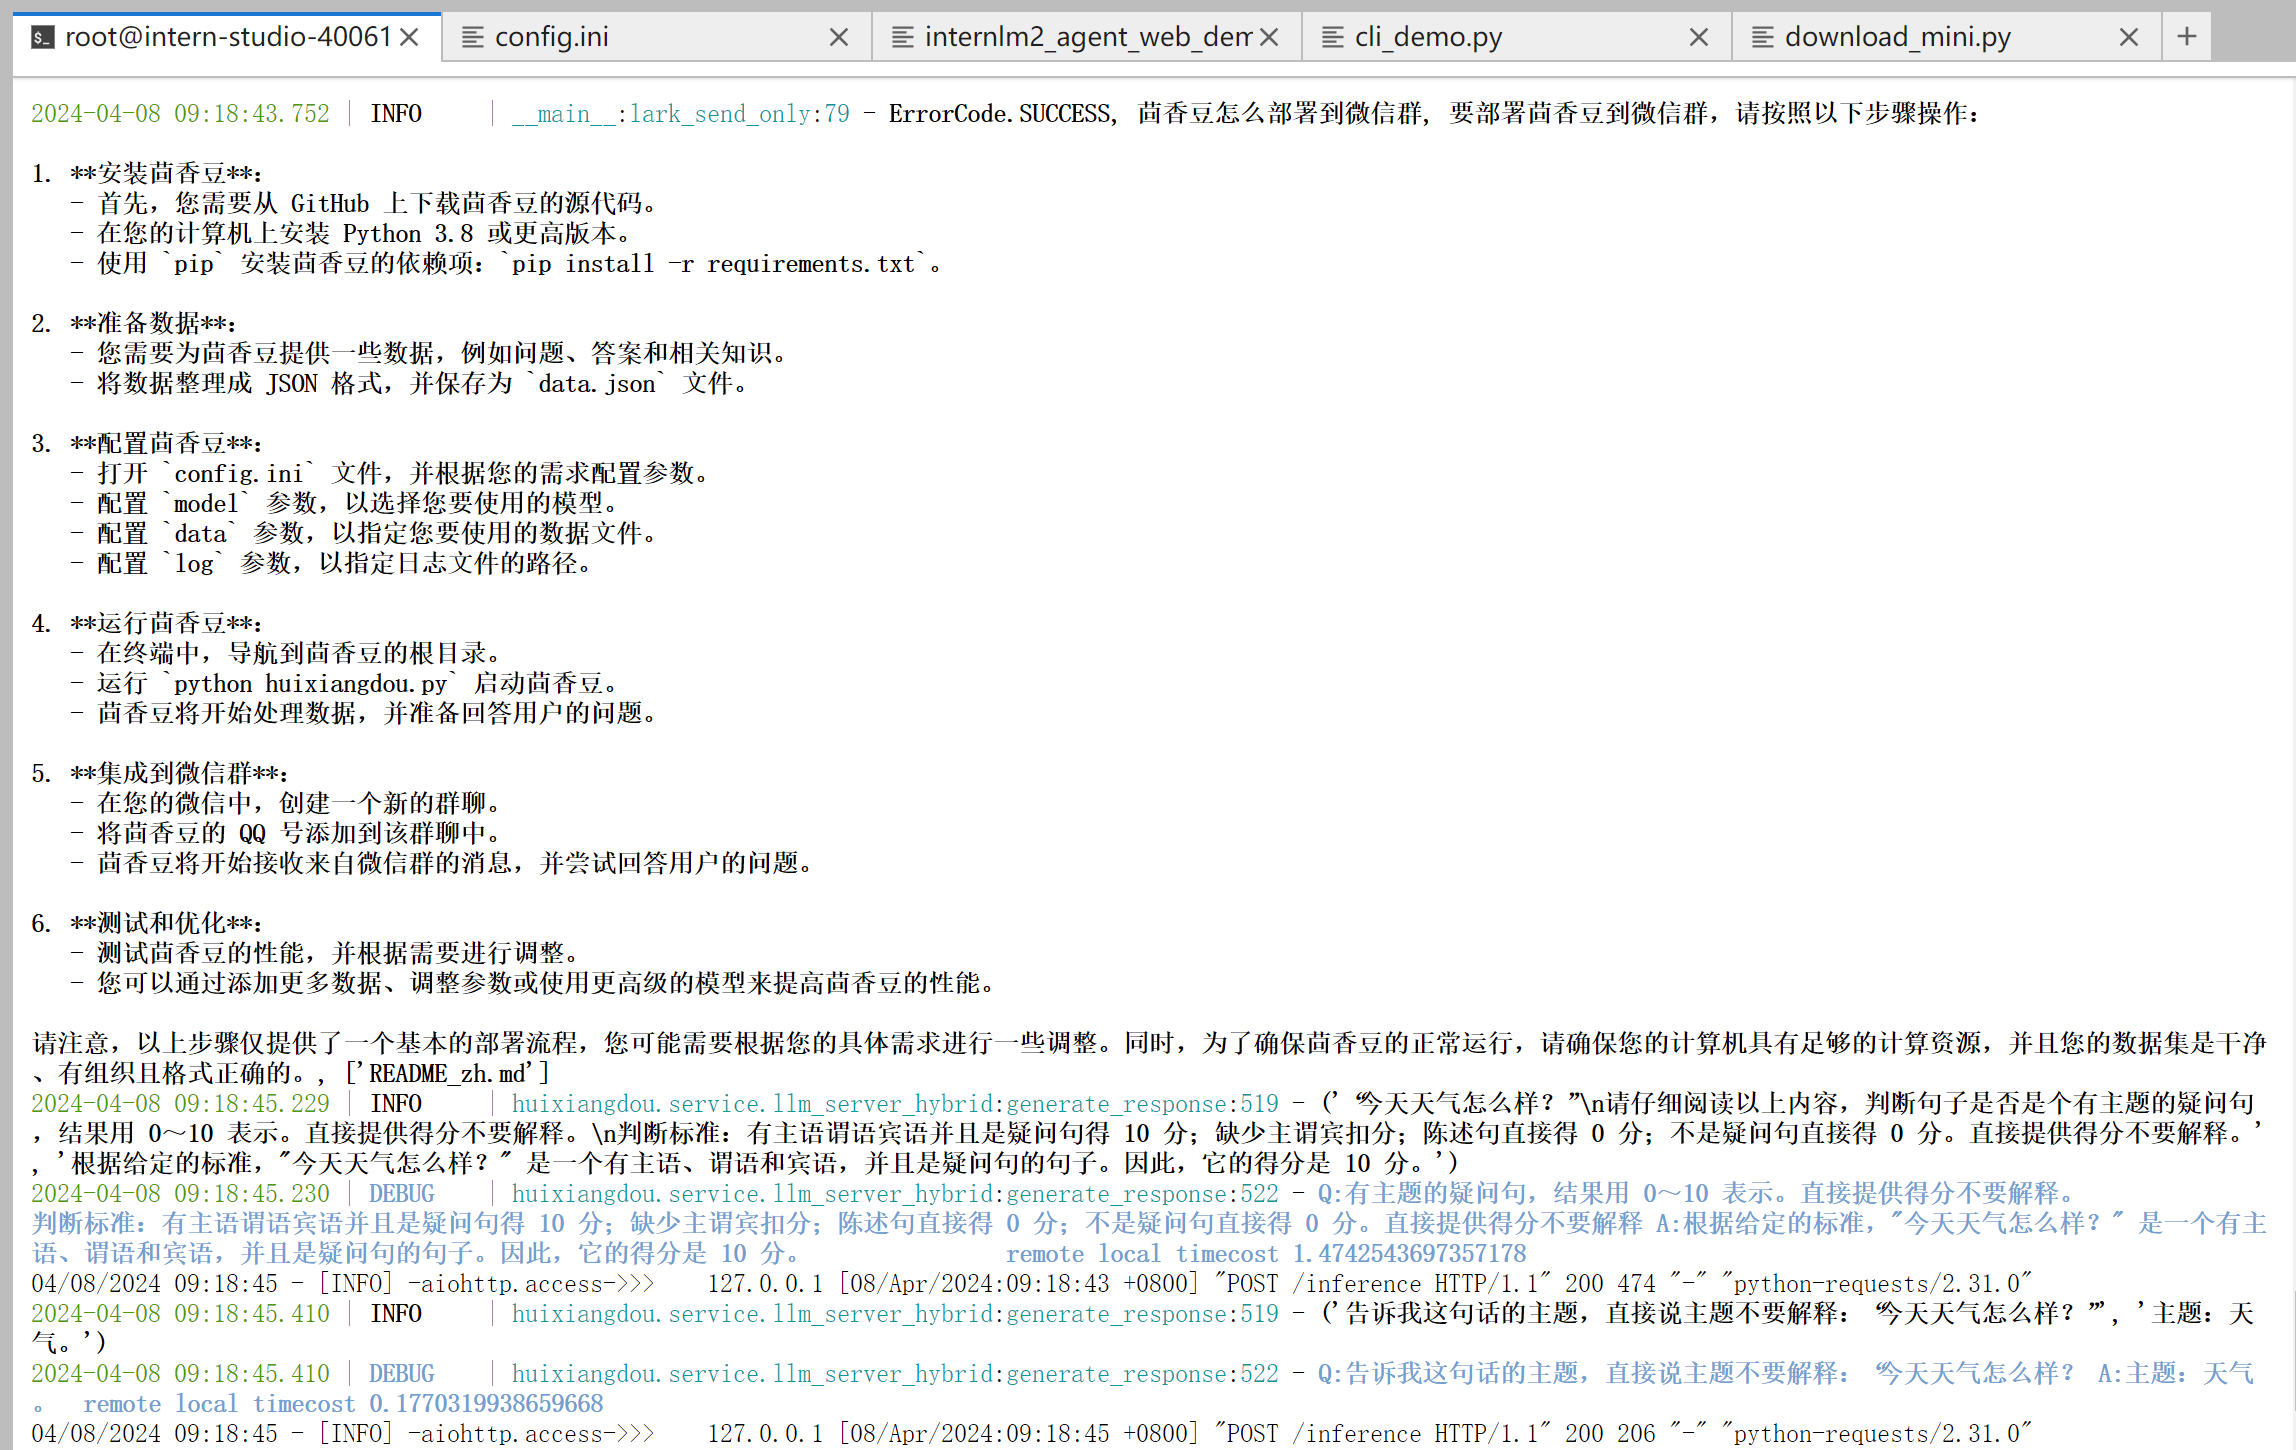 root@intern-studio-40061
config.ini
internlm2_agent_web_dem
cli_demo.py
download_mini.py
2024-04-08 09:18:43.752 | INFO     | __main__:lark_send_only:79 - ErrorCode.SUCCESS, 茴香豆怎么部署到微信群, 要部署茴香豆到微信群，请按照以下步骤操作：
1. **安装茴香豆**：
- 首先，您需要从 GitHub 上下载茴香豆的源代码。
- 在您的计算机上安装 Python 3.8 或更高版本。
- 使用 `pip` 安装茴香豆的依赖项：`pip install -r requirements.txt`。
2. **准备数据**：
- 您需要为茴香豆提供一些数据，例如问题、答案和相关知识。
- 将数据整理成 JSON 格式，并保存为 `data.json` 文件。
3. **配置茴香豆**：
- 打开 `config.ini` 文件，并根据您的需求配置参数。
- 配置 `model` 参数，以选择您要使用的模型。
- 配置 `data` 参数，以指定您要使用的数据文件。
- 配置 `log` 参数，以指定日志文件的路径。
4. **运行茴香豆**：
- 在终端中，导航到茴香豆的根目录。
- 运行 `python huixiangdou.py` 启动茴香豆。
- 茴香豆将开始处理数据，并准备回答用户的问题。
5. **集成到微信群**：
- 在您的微信中，创建一个新的群聊。
- 将茴香豆的 QQ 号添加到该群聊中。
- 茴香豆将开始接收来自微信群的消息，并尝试回答用户的问题。
6. **测试和优化**：
- 测试茴香豆的性能，并根据需要进行调整。
- 您可以通过添加更多数据、调整参数或使用更高级的模型来提高茴香豆的性能。
请注意，以上步骤仅提供了一个基本的部署流程，您可能需要根据您的具体需求进行一些调整。同时，为了确保茴香豆的正常运行，请确保您的计算机具有足够的计算资源，并且您的数据集是干净
、有组织且格式正确的。, ['README_zh.md']
2024-04-08 09:18:45.229 | INFO     | huixiangdou.service.llm_server_hybrid:generate_response:519 - ('“今天天气怎么样？”\n请仔细阅读以上内容，判断句子是否是个有主题的疑问句
，结果用 0～10 表示。直接提供得分不要解释。\n判断标准：有主语谓语宾语并且是疑问句得 10 分；缺少主谓宾扣分；陈述句直接得 0 分；不是疑问句直接得 0 分。直接提供得分不要解释。'
, '根据给定的标准，"今天天气怎么样？" 是一个有主语、谓语和宾语，并且是疑问句的句子。因此，它的得分是 10 分。')
2024-04-08 09:18:45.230 | DEBUG    | huixiangdou.service.llm_server_hybrid:generate_response:522 - Q:有主题的疑问句，结果用 0～10 表示。直接提供得分不要解释。
判断标准：有主语谓语宾语并且是疑问句得 10 分；缺少主谓宾扣分；陈述句直接得 0 分；不是疑问句直接得 0 分。直接提供得分不要解释 A:根据给定的标准，"今天天气怎么样？" 是一个有主
语、谓语和宾语，并且是疑问句的句子。因此，它的得分是 10 分。                remote local timecost 1.4742543697357178
04/08/2024 09:18:45 - [INFO] -aiohttp.access->>>    127.0.0.1 [08/Apr/2024:09:18:43 +0800] "POST /inference HTTP/1.1" 200 474 "-" "python-requests/2.31.0"
2024-04-08 09:18:45.410 | INFO     | huixiangdou.service.llm_server_hybrid:generate_response:519 - ('告诉我这句话的主题，直接说主题不要解释：“今天天气怎么样？”', '主题：天
气。')
2024-04-08 09:18:45.410 | DEBUG    | huixiangdou.service.llm_server_hybrid:generate_response:522 - Q:告诉我这句话的主题，直接说主题不要解释：“今天天气怎么样？ A:主题：天气
。  remote local timecost 0.1770319938659668
04/08/2024 09:18:45 - [INFO] -aiohttp.access->>>    127.0.0.1 [08/Apr/2024:09:18:45 +0800] "POST /inference HTTP/1.1" 200 206 "-" "python-requests/2.31.0"